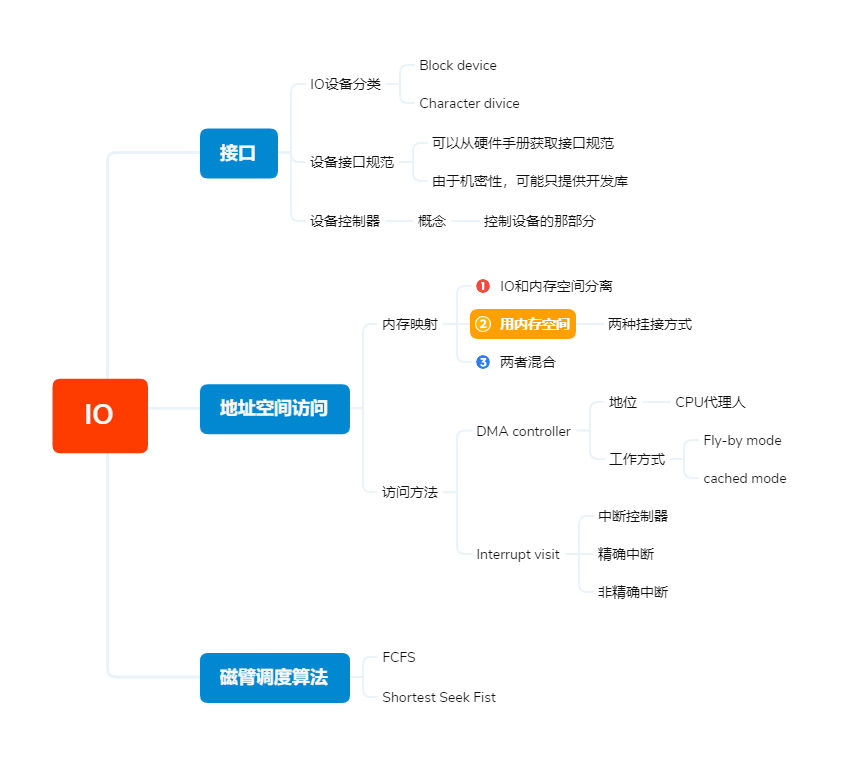 IO
接口
IO设备分类
Block device
Character divice
设备接口规范
可以从硬件手册获取接口规范
由于机密性，可能只提供开发库
设备控制器
概念
控制设备的那部分
地址空间访问
内存映射
1 IO和内存空间分离
2 用内存空间
两种挂接方式
3 两者混合
访问方法
DMA controller
地位
CPU代理人
工作方式
Fly-by mode
cached mode
Interrupt visit
中断控制器
精确中断
非精确中断
磁臂调度算法
FCFS
Shortest Seek Fist